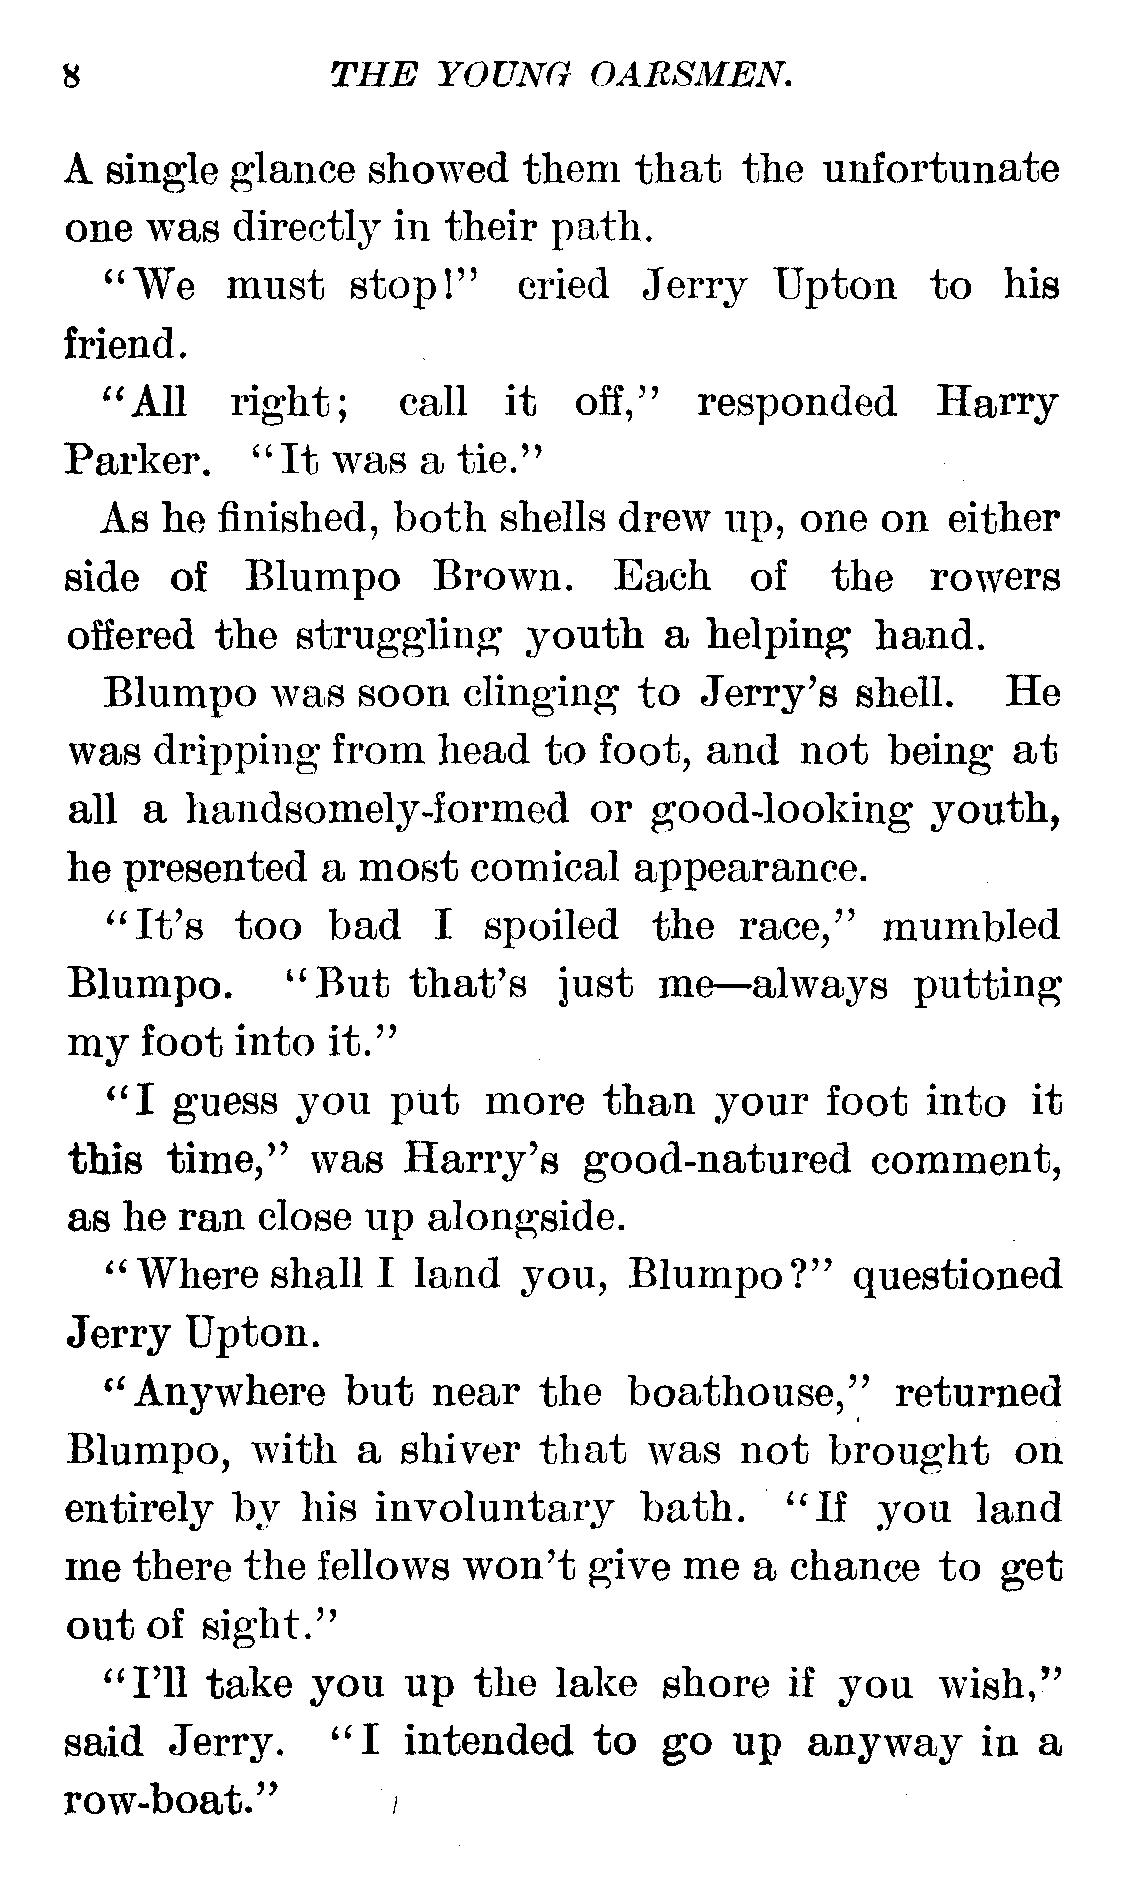 8 THE YOUNG OARSMEN.
A single glance showed them that the unfortunate
one was directly in their path.
“We must stop!” cried Jerry Upton to his
friend.
“All right; call it off,” responded Harry
Parker. “It was a tie.”
As he finished, both shells drew up, one on either
side of Blumpo Brown. Each of the rowers
offered the struggling youth a helping hand.
Blumpo was soon clinging to Jerry’s shell. He
was dripping from head to foot, and not being at
all a handsomely-formed or good-looking youth,
he presented a most comical appearance.
“It’s too bad I spoiled the race,” mumbled
Blumpo. “But that’s just me—always putting
my foot into it.”
“I guess you put more than your foot into it
this time,” was Harry’s good-natured comment,
as he ran close up alongside.
“Where shall I land you, Blumpo?” questioned
Jerry Upton.
“Anywhere but near the boathouse,” returned
Blumpo, with a shiver that was not brought on
entirely by his involuntary bath. “If you land
me there the fellows won’t give me a chance to get
out of sight.”
“I’ll take you up the lake shore if you wish,”
said Jerry. “I intended to go up anyway in a
row-boat.”